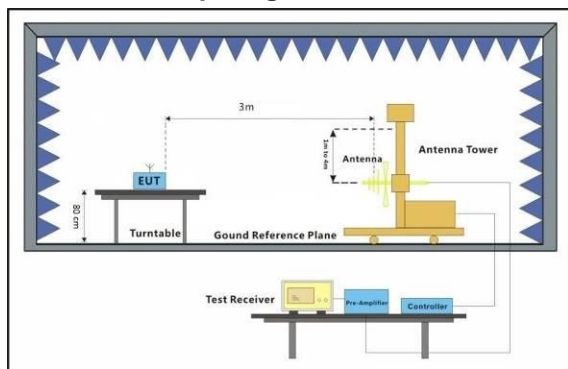 3m
1m to 4m
Antenna
Antenna Tower
EUT
80 cm
Turntable
Gound Reference Plane
Test Receiver
Pre-Amplifier
Controller